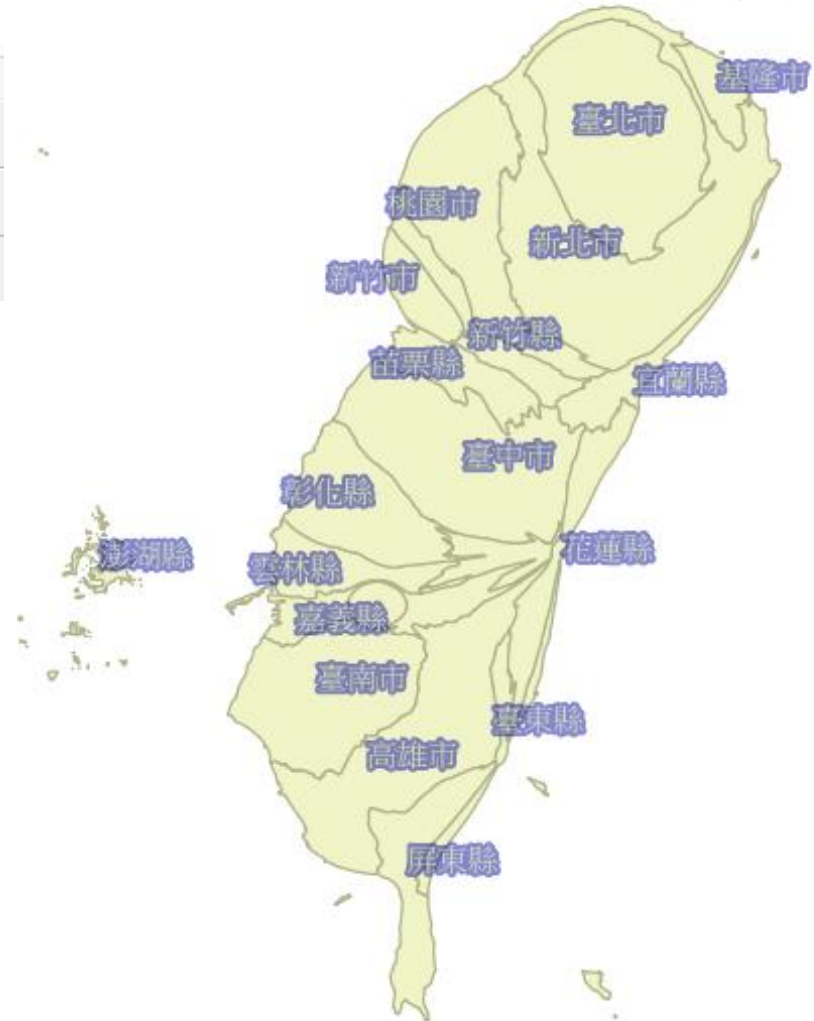 基隆市
臺北市
桃園市
新北市
新竹市
新竹縣
苗栗縣
宜蘭縣
臺中市
彰化縣
花蓮縣
澎湖縣
雲林縣
嘉義縣
臺南市
臺東縣
高雄市
屏東縣